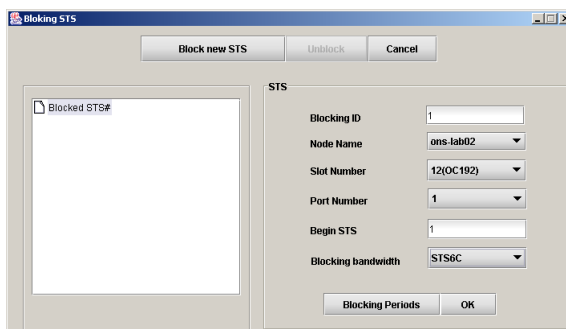 Bloking STS
Block new STS Unblock Cancel
Blocked STS#
STS
Blocking ID 1
Node Name ons-lab02
Slot Number 12(OC192)
Port Number 1
Begin STS 1
Blocking bandwidth STS6C
Blocking Periods OK